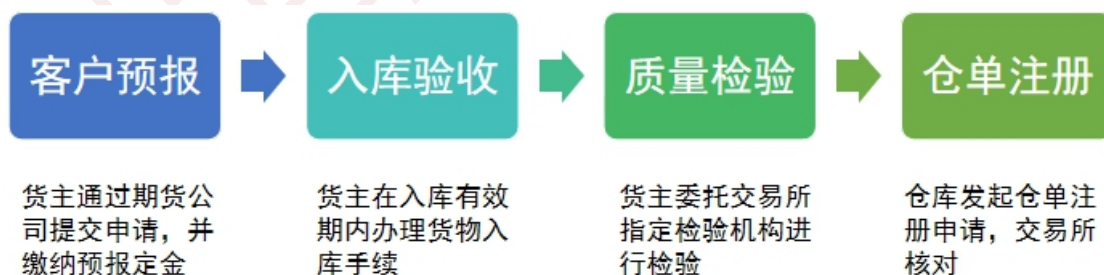 客户预报
入库验收
质量检验
仓单注册
货主通过期货公
司提交申请，并
缴纳预报定金
货主在入库有效
期内办理货物入
库手续
货主委托交易所
指定检验机构进
行检验
仓库发起仓单注
册申请，交易所
核对